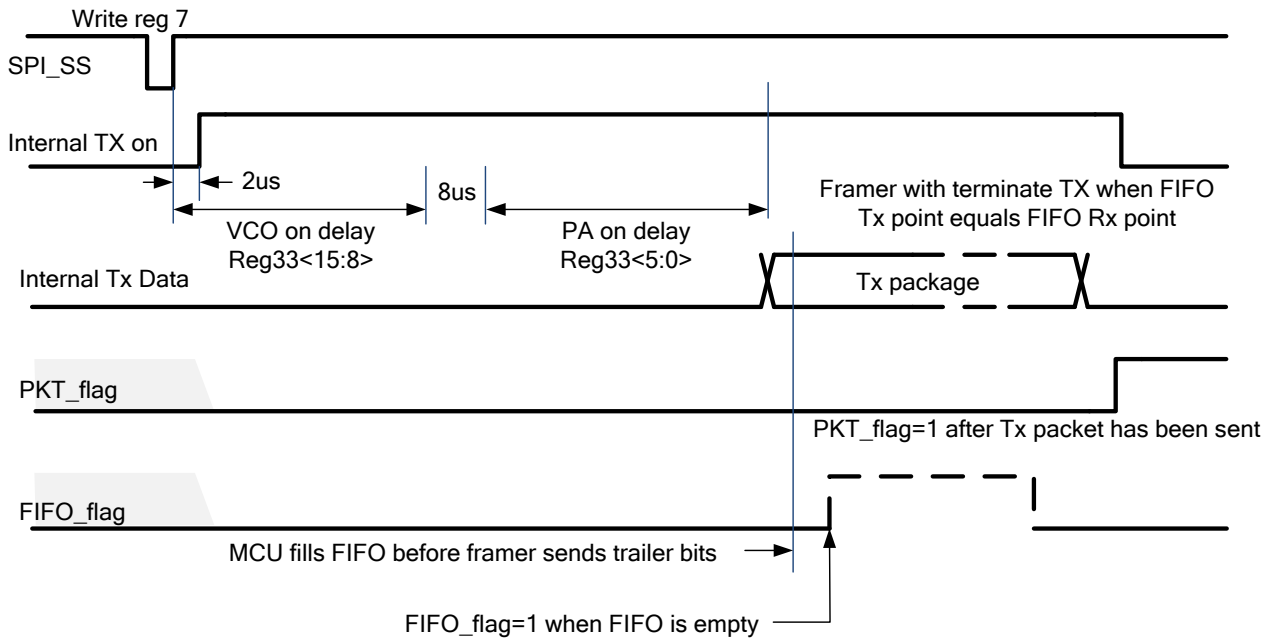 Write reg 7
SPI_SS
Internal TX on
2us
8us
Framer with terminate TX when FIFO
Tx point equals FIFO Rx point
VCO on delay
Reg33<15:8>
PA on delay
Reg33<5:0>
Internal Tx Data
Tx package
PKT_flag
PKT_flag=1 after Tx packet has been sent
FIFO_flag
MCU fills FIFO before framer sends trailer bits
FIFO_flag=1 when FIFO is empty